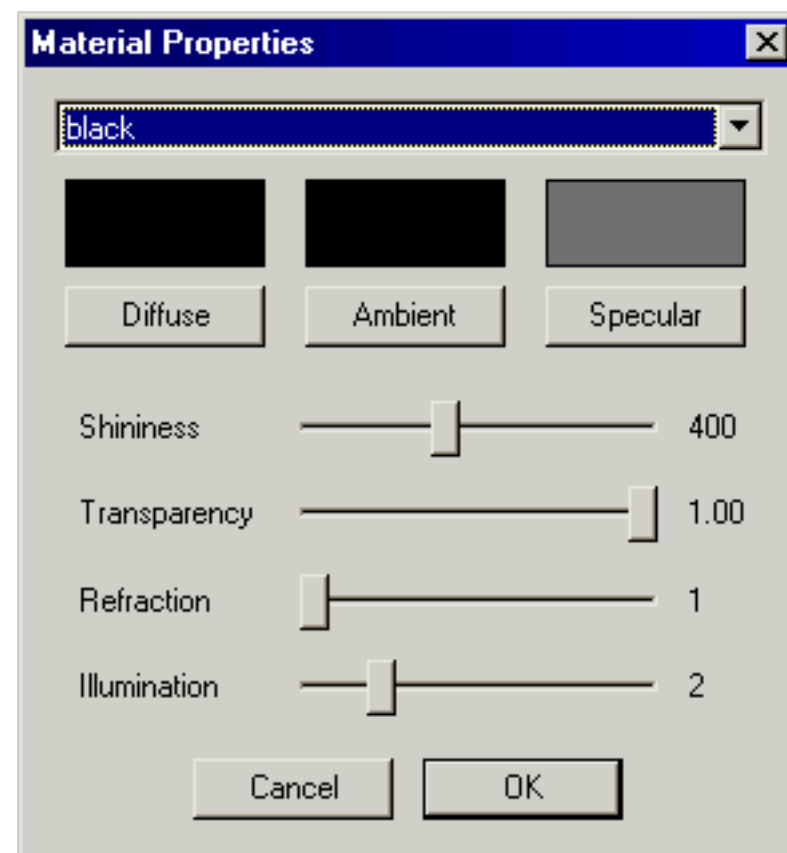 Material Properties
black
Diffuse Ambient Specular
Shininess 400
Transparency 1.00
Refraction 1
Illumination 2
Cancel OK